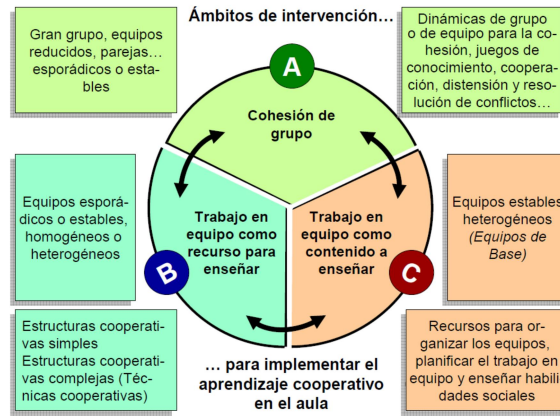 Ámbitos de intervención…
Gran grupo, equipos
reducidos, parejas…
esporádicos o esta-
bles
Dinámicas de grupo
o de equipo para la co-
hesión, juegos de
conocimiento, coopera-
ción, distensión y reso-
lución de conflictos…
A
Cohesión de
grupo
Equipos esporá-
dicos o estables,
homogéneos o
heterogéneos
Trabajo en
equipo como
recurso para
enseñar
B
Trabajo en
equipo como
contenido a
enseñar
C
Equipos estables
heterogéneos
(Equipos de
Base)
Estructuras cooperati-
vas simples
Estructuras cooperati-
vas complejas (Téc-
nicas cooperativas)
… para implementar el
aprendizaje cooperativo
en el aula
Recursos para or-
ganizar los equipos,
planificar el trabajo en
equipo y enseñar habili-
dades sociales